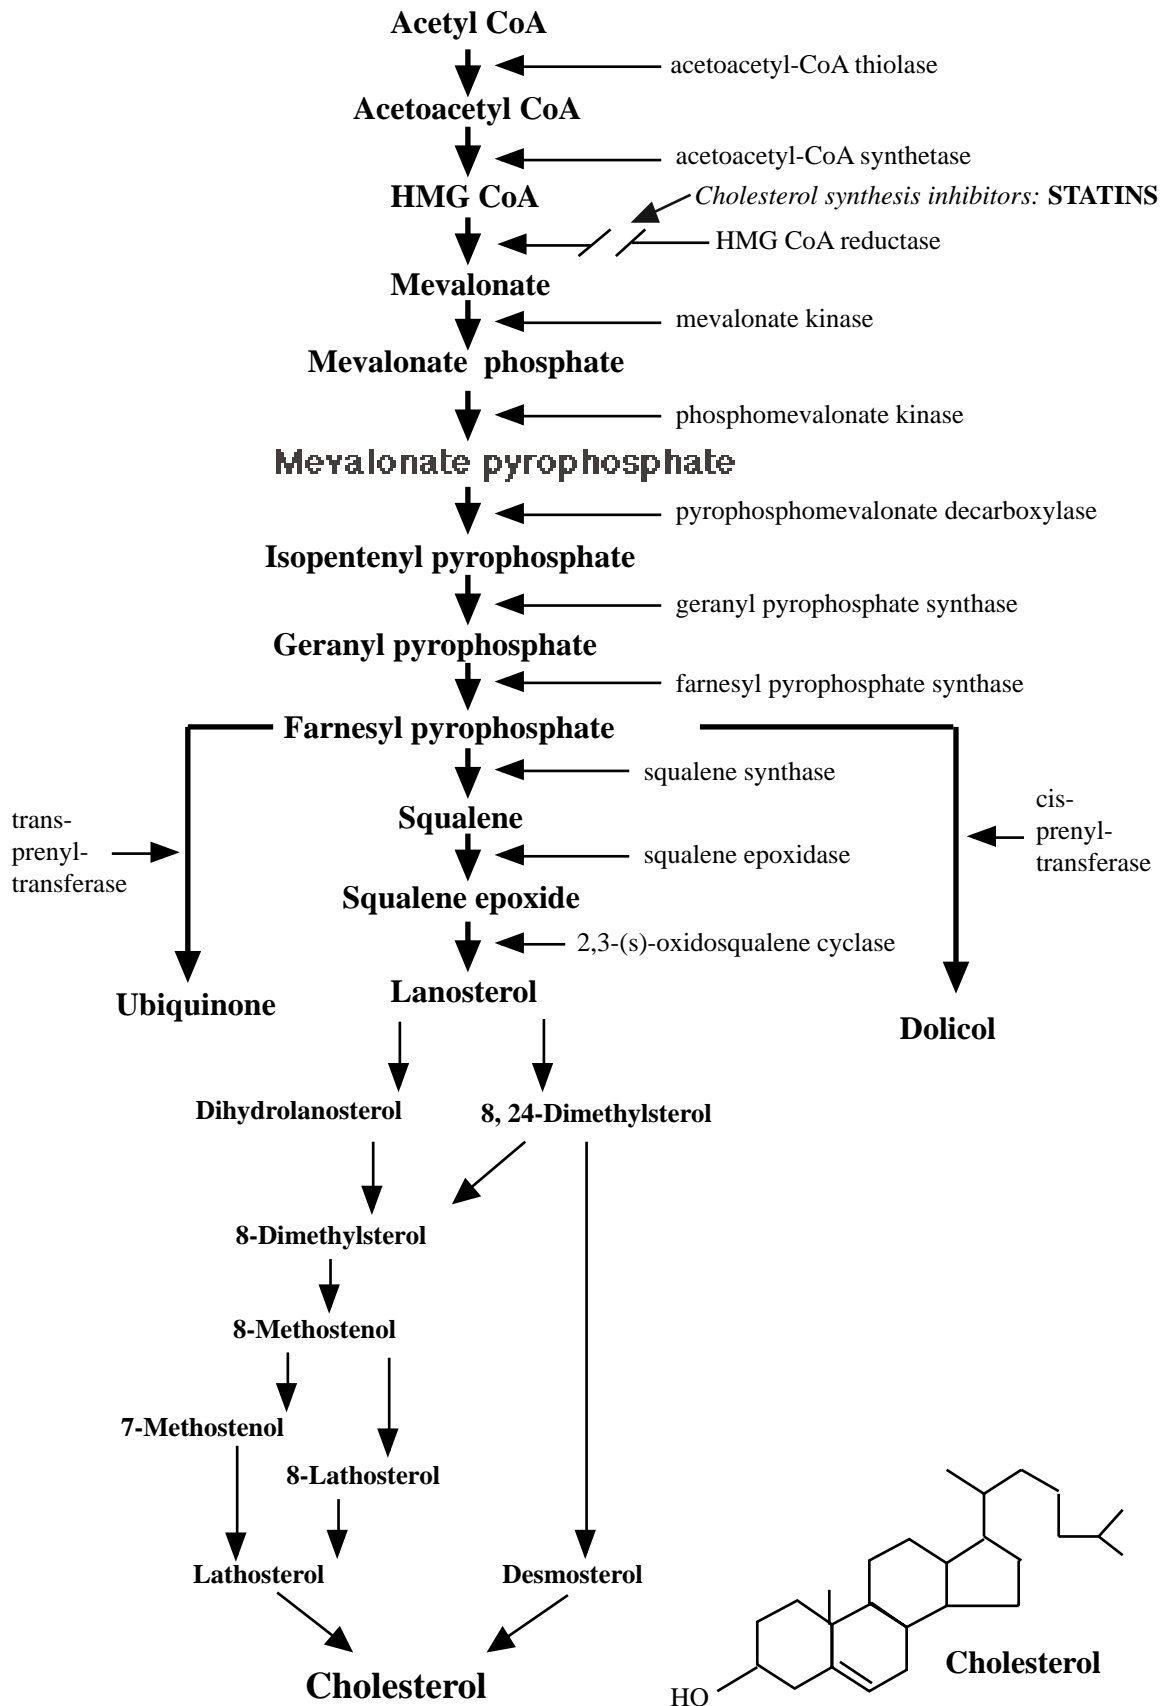 Acetyl CoA
acetoacetyl-CoA thiolase
Acetoacetyl CoA
acetoacetyl-CoA synthetase
HMG CoA
Cholesterol synthesis inhibitors: STATINS
HMG CoA reductase
Mevalonate
mevalonate kinase
Mevalonate phosphate
phosphomevalonate kinase
Mevalonate pyrophosphate
pyrophosphomevalonate decarboxylase
Isopentenyl pyrophosphate
geranyl pyrophosphate synthase
Geranyl pyrophosphate
farnesyl pyrophosphate synthase
Farnesyl pyrophosphate
squalene synthase
Squalene
trans-
prenyl-
transferase
cis-
prenyl-
transferase
squalene epoxidase
Squalene epoxide
2,3-(s)-oxidosqualene cyclase
Lanosterol
Ubiquinone
Dolicol
Dihydrolanosterol
8, 24-Dimethylsterol
8-Dimethylsterol
8-Methostenol
7-Methostenol
8-Lathosterol
Lathosterol
Desmosterol
Cholesterol
HO
Cholesterol